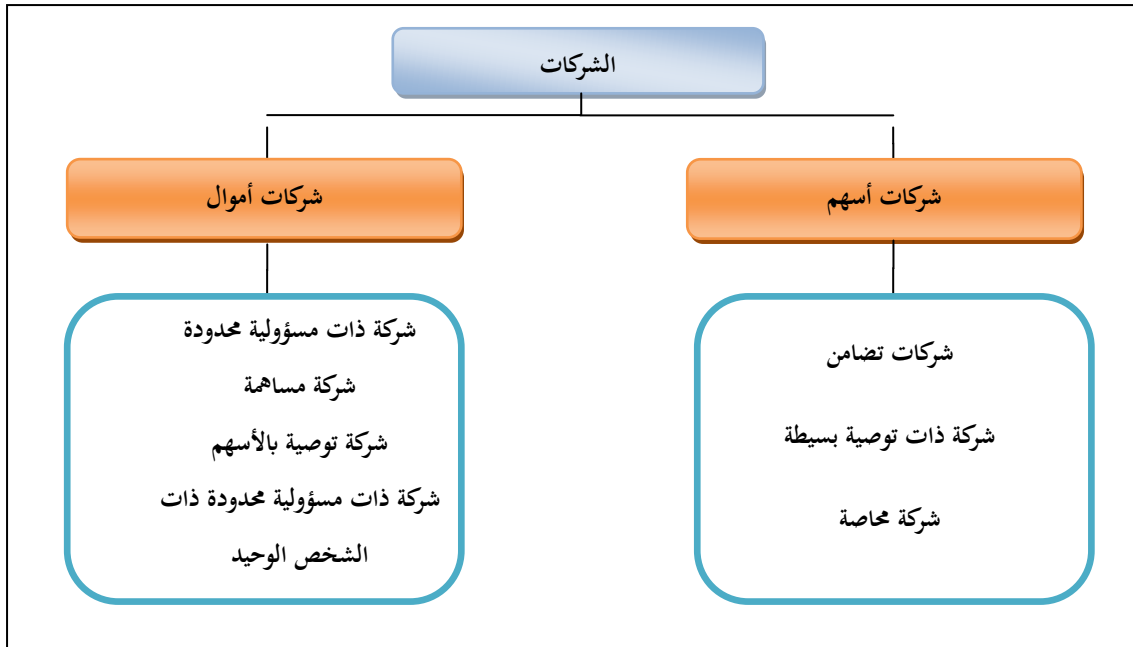 الشركات
شركات أسهم
شركات تضامن
شركة ذات توصية بسيطة
شركة محاصة
شركات أموال
شركة ذات مسؤولية محدودة
شركة مساهمة
شركة توصية بالأسهم
شركة ذات مسؤولية محدودة ذات
الشخص الوحيد